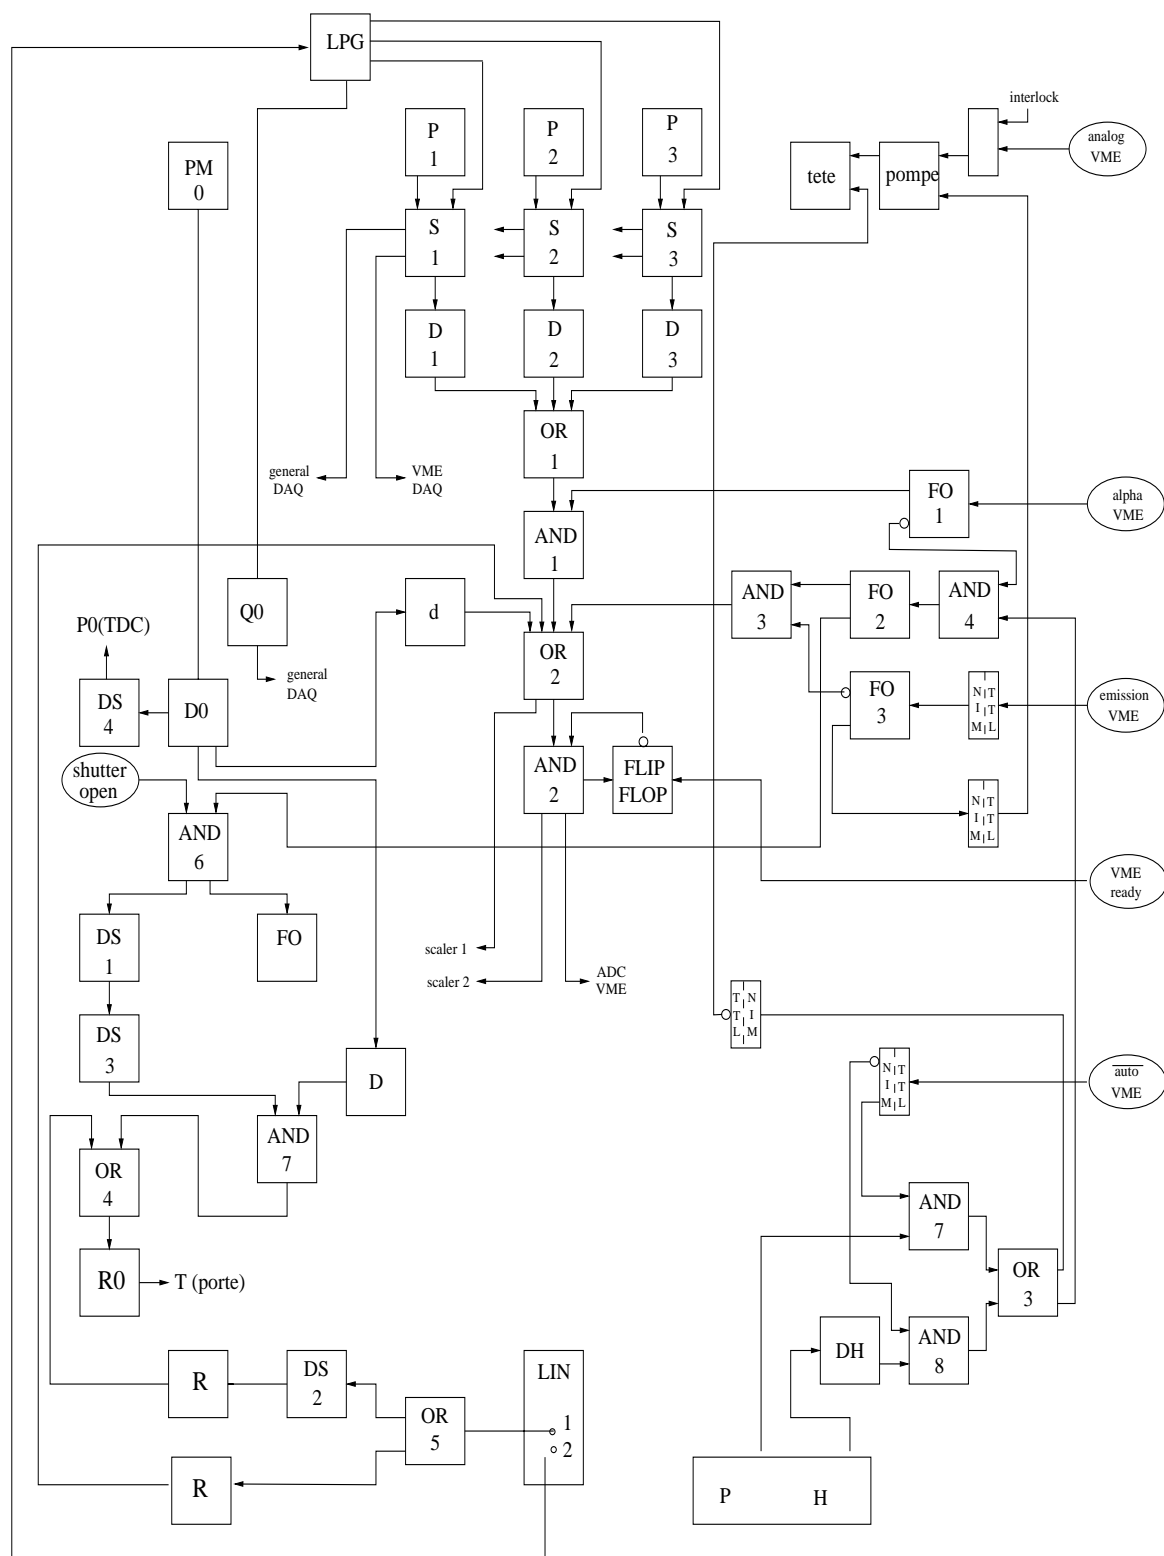 LPG
P
1
P
2
P
3
interlock
analog
VME
PM
0
tete
pompe
S
1
S
2
S
3
D
1
D
2
D
3
OR
1
general
DAQ
VME
DAQ
FO
1
alpha
VME
AND
1
Q0
d
AND
3
FO
2
AND
4
P0(TDC)
OR
2
general
DAQ
DS
4
D0
FO
3
N
I
M
T
T
L
emission
VME
shutter
open
AND
2
FLIP
FLOP
N
I
M
T
T
L
AND
6
VME
ready
DS
1
FO
scaler 1
scaler 2
ADC
VME
T
T
L
N
I
M
DS
3
D
N
I
M
T
T
L
auto
VME
AND
7
OR
4
AND
7
R0
T (porte)
OR
3
DH
AND
8
R
DS
2
LIN
1
2
OR
5
R
P
H